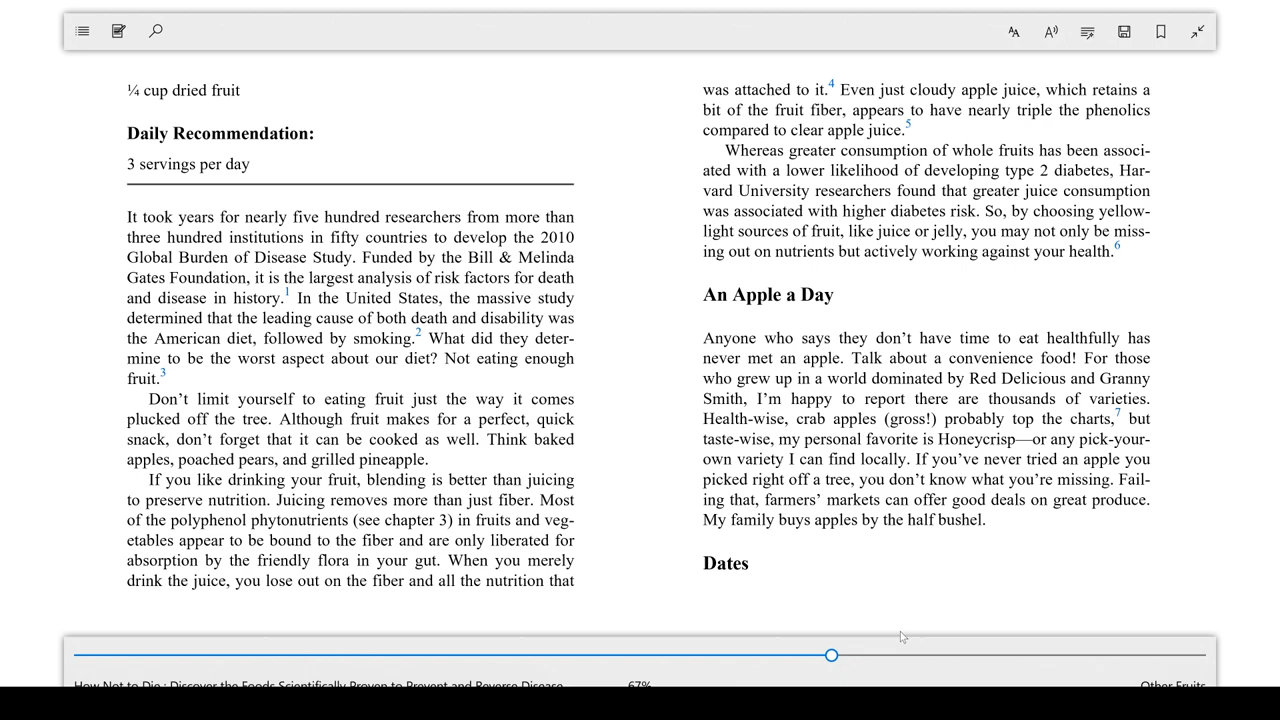 ¼ cup dried fruit
Daily Recommendation:
3 servings per day
It took years for nearly five hundred researchers from more than
three hundred institutions in fifty countries to develop the 2010
Global Burden of Disease Study. Funded by the Bill & Melinda
Gates Foundation, it is the largest analysis of risk factors for death
and disease in history.1 In the United States, the massive study
determined that the leading cause of both death and disability was
the American diet, followed by smoking.2 What did they deter-
mine to be the worst aspect about our diet? Not eating enough
fruit.3
Don’t limit yourself to eating fruit just the way it comes
plucked off the tree. Although fruit makes for a perfect, quick
snack, don’t forget that it can be cooked as well. Think baked
apples, poached pears, and grilled pineapple.
If you like drinking your fruit, blending is better than juicing
to preserve nutrition. Juicing removes more than just fiber. Most
of the polyphenol phytonutrients (see chapter 3) in fruits and veg-
etables appear to be bound to the fiber and are only liberated for
absorption by the friendly flora in your gut. When you merely
drink the juice, you lose out on the fiber and all the nutrition that
was attached to it.4 Even just cloudy apple juice, which retains a
bit of the fruit fiber, appears to have nearly triple the phenolics
compared to clear apple juice.5
Whereas greater consumption of whole fruits has been associ-
ated with a lower likelihood of developing type 2 diabetes, Har-
vard University researchers found that greater juice consumption
was associated with higher diabetes risk. So, by choosing yellow-
light sources of fruit, like juice or jelly, you may not only be miss-
ing out on nutrients but actively working against your health.6
An Apple a Day
Anyone who says they don’t have time to eat healthfully has
never met an apple. Talk about a convenience food! For those
who grew up in a world dominated by Red Delicious and Granny
Smith, I’m happy to report there are thousands of varieties.
Health-wise, crab apples (gross!) probably top the charts,7 but
taste-wise, my personal favorite is Honeycrisp—or any pick-your-
own variety I can find locally. If you’ve never tried an apple you
picked right off a tree, you don’t know what you’re missing. Fail-
ing that, farmers’ markets can offer good deals on great produce.
My family buys apples by the half bushel.
Dates
How Not to Die : Discover the Foods Scientifically Proven to Prevent and Reverse Disease
67%
Other Fruits